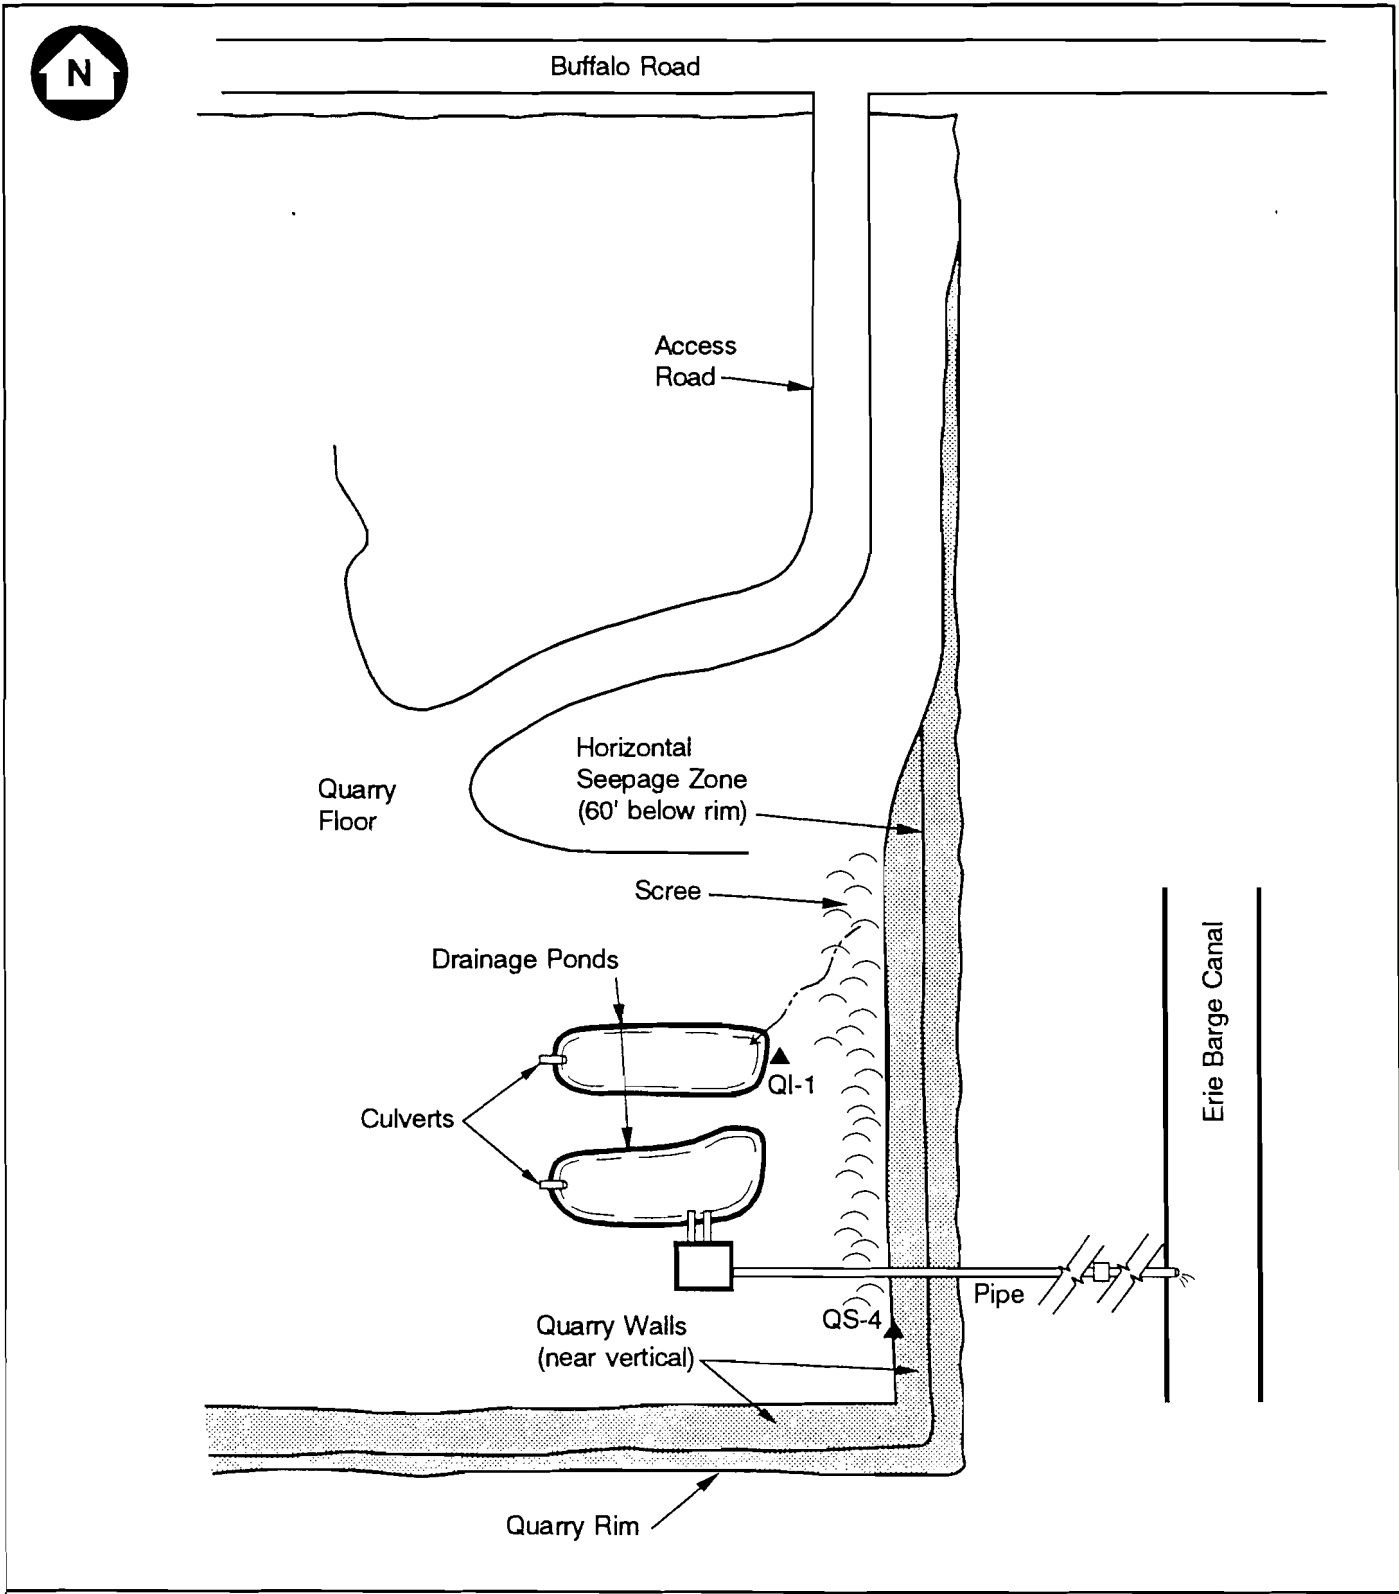 N
Buffalo Road
Access
Road
Horizontal
Seepage Zone
(60' below rim)
Quarry
Floor
Scree
Drainage Ponds
Erie Barge Canal
QI-1
Culverts
Pipe
QS-4
Quarry Walls
(near vertical)
Quarry Rim